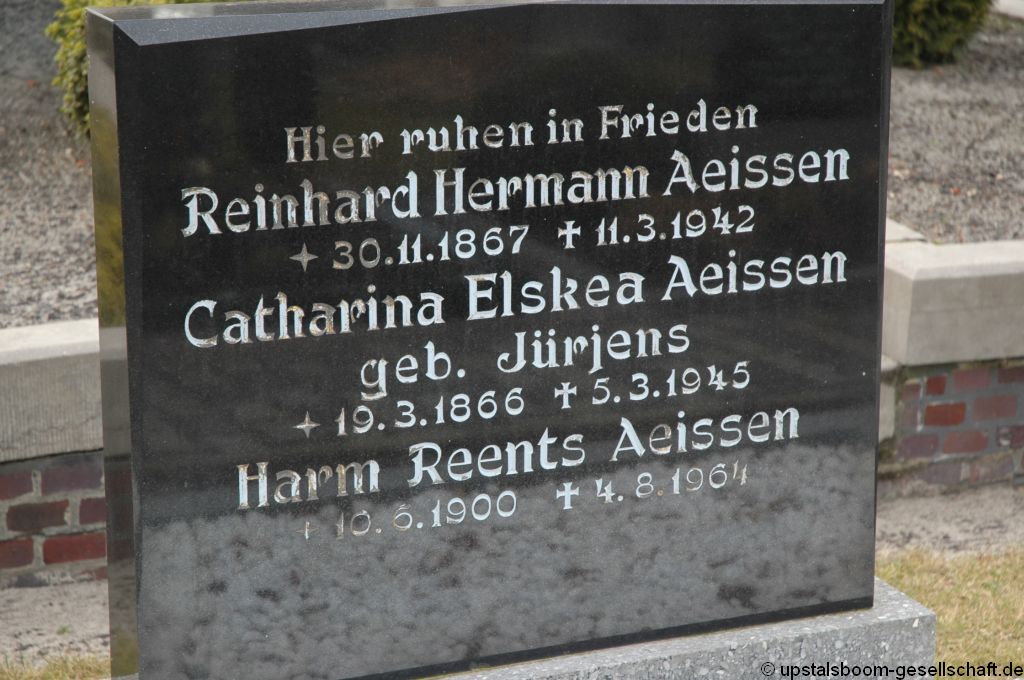 Hier ruhen in Frieden
Reinhard Hermann Aeissen
✦ 30.11.1867 ✝ 11.3.1942
Catharina Elskea Aeissen
geb. Jürjens
✦ 19.3.1866 ✝ 5.3.1945
Harm Reents Aeissen
✦ 10.6.1900 ✝ 4.8.1964
© upstalsboom-gesellschaft.de